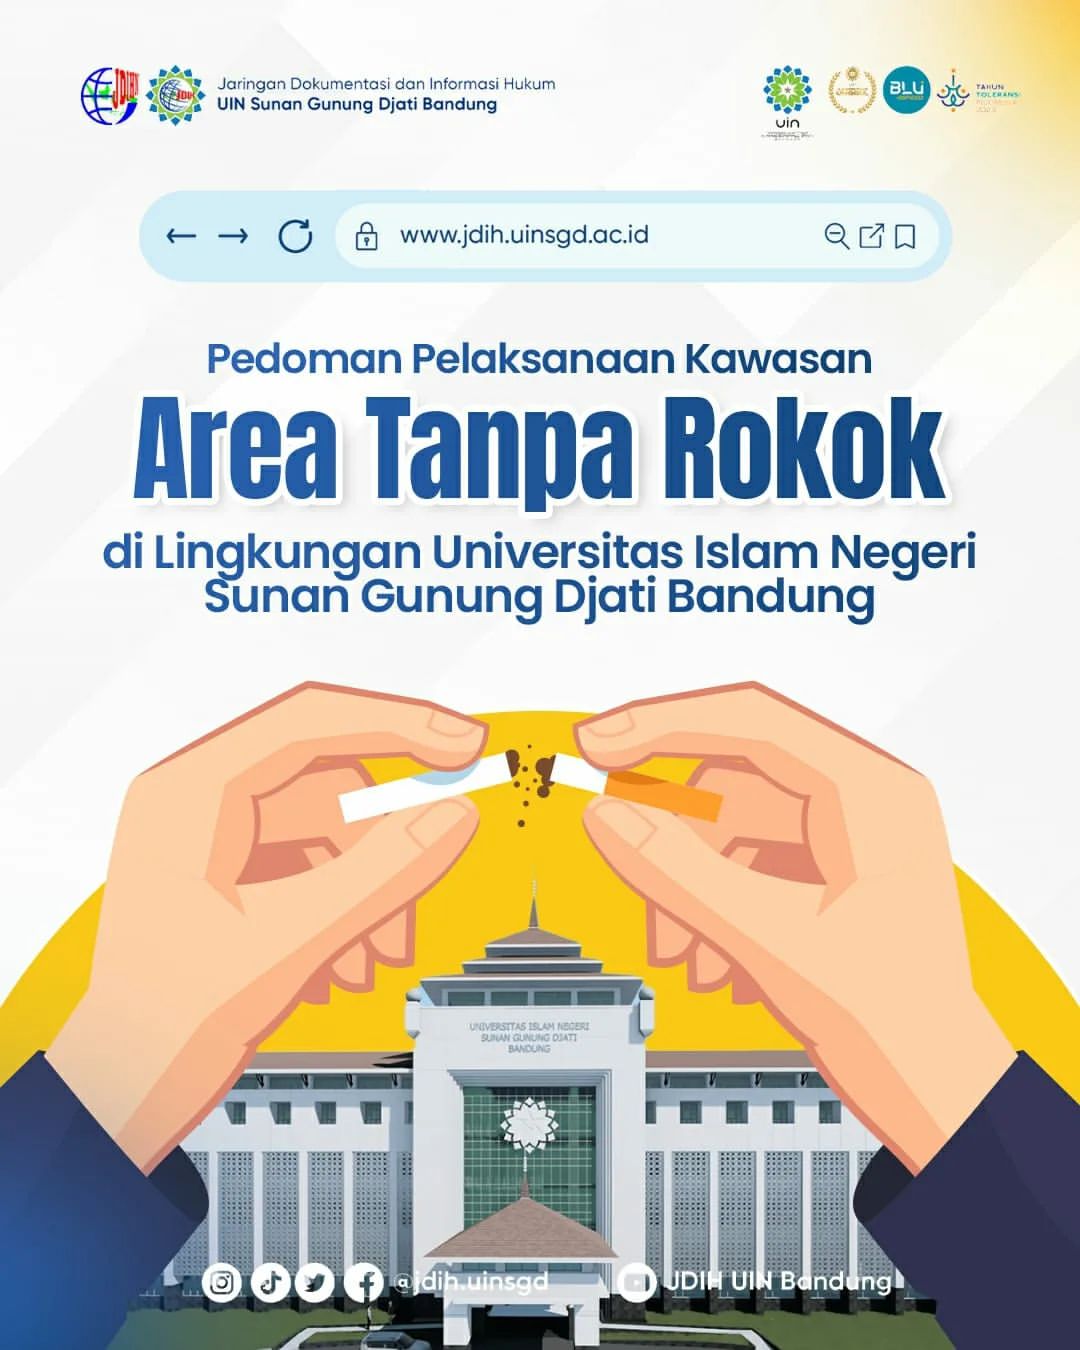 JDIHN
JDIH
Jaringan Dokumentasi dan Informasi Hukum
UIN Sunan Gunung Djati Bandung
uin
BLU
TAHUN
TOLERANSI
www.jdih.uinsgd.ac.id
Pedoman Pelaksanaan Kawasan
Area Tanpa Rokok
di Lingkungan Universitas Islam Negeri
Sunan Gunung Djati Bandung
UNIVERSITAS ISLAM NEGERI
SUNAN GUNUNG DJATI
BANDUNG
@jdih.uinsgd
JDIH UIN Bandung